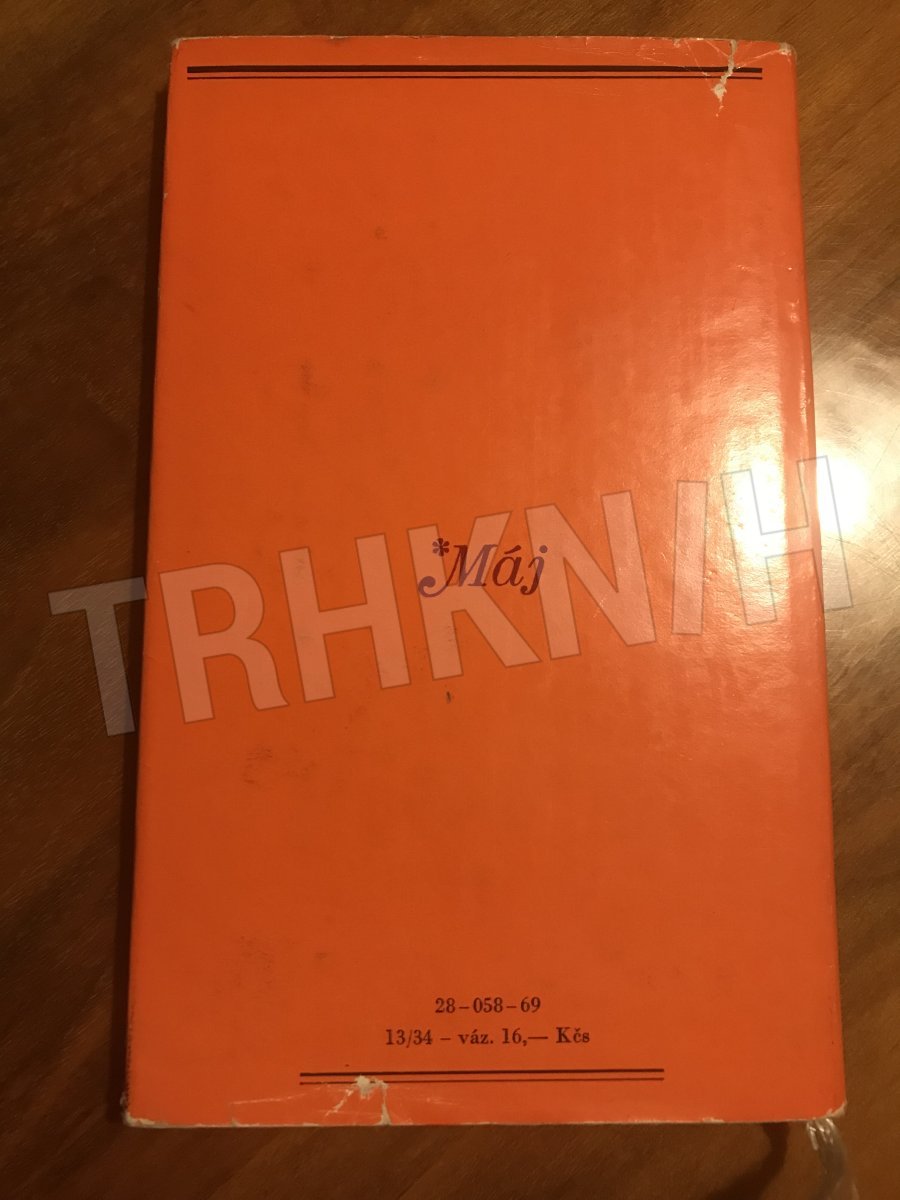 *Máj
TRHKNIH
28–058–69
13/34 – váz. 16,— Kčs